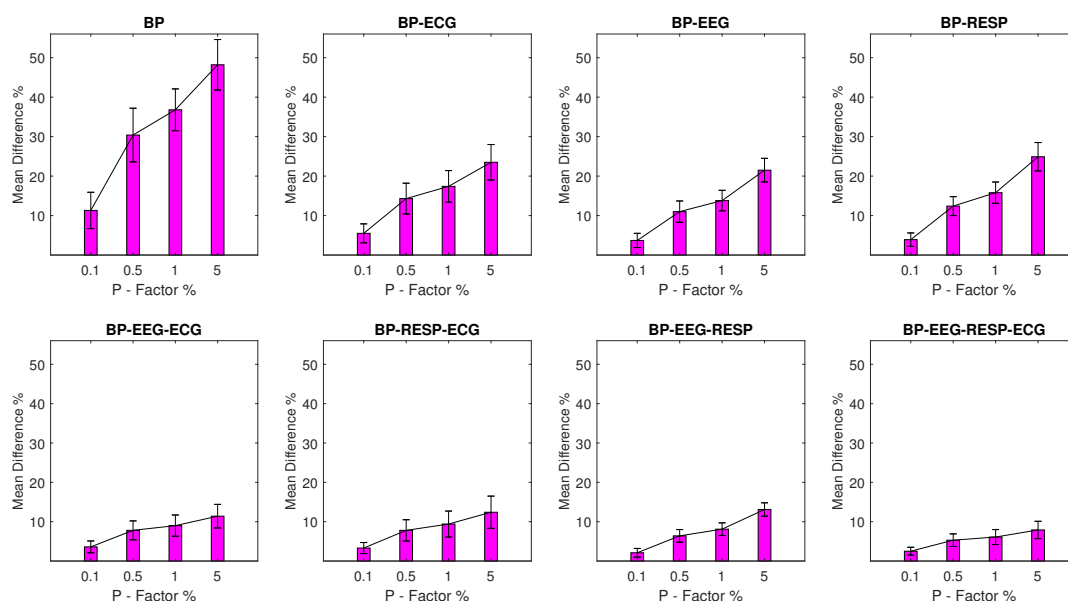 BP
50
40
30
20
10
Mean Difference %
0.1 0.5 1 5
P - Factor %
BP-ECG
50
40
30
20
10
Mean Difference %
0.1 0.5 1 5
P - Factor %
BP-EEG
50
40
30
20
10
Mean Difference %
0.1 0.5 1 5
P - Factor %
BP-RESP
50
40
30
20
10
Mean Difference %
0.1 0.5 1 5
P - Factor %
BP-EEG-ECG
50
40
30
20
10
Mean Difference %
0.1 0.5 1 5
P - Factor %
BP-RESP-ECG
50
40
30
20
10
Mean Difference %
0.1 0.5 1 5
P - Factor %
BP-EEG-RESP
50
40
30
20
10
Mean Difference %
0.1 0.5 1 5
P - Factor %
BP-EEG-RESP-ECG
50
40
30
20
10
Mean Difference %
0.1 0.5 1 5
P - Factor %